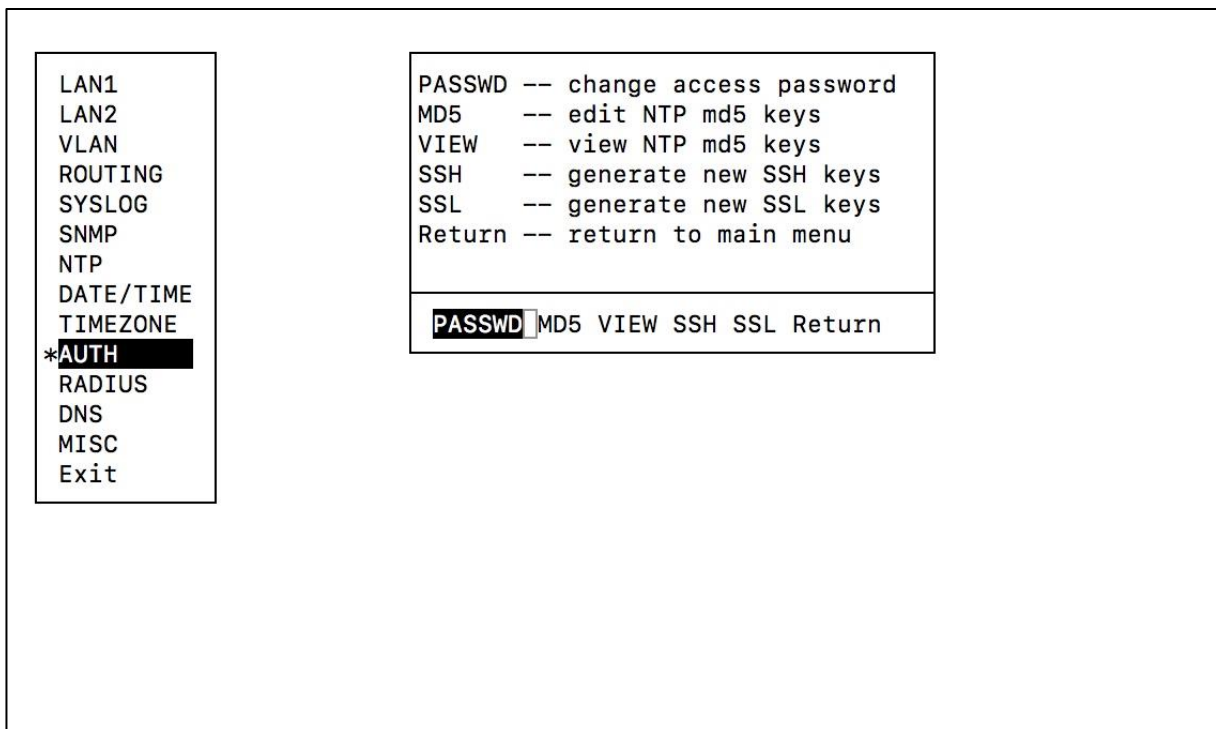 LAN1
LAN2
VLAN
ROUTING
SYSLOG
SNMP
NTP
DATE/TIME
TIMEZONE
*AUTH
RADIUS
DNS
MISC
Exit
PASSWD -- change access password
MD5 -- edit NTP md5 keys
VIEW -- view NTP md5 keys
SSH -- generate new SSH keys
SSL -- generate new SSL keys
Return -- return to main menu
PASSWD MD5 VIEW SSH SSL Return